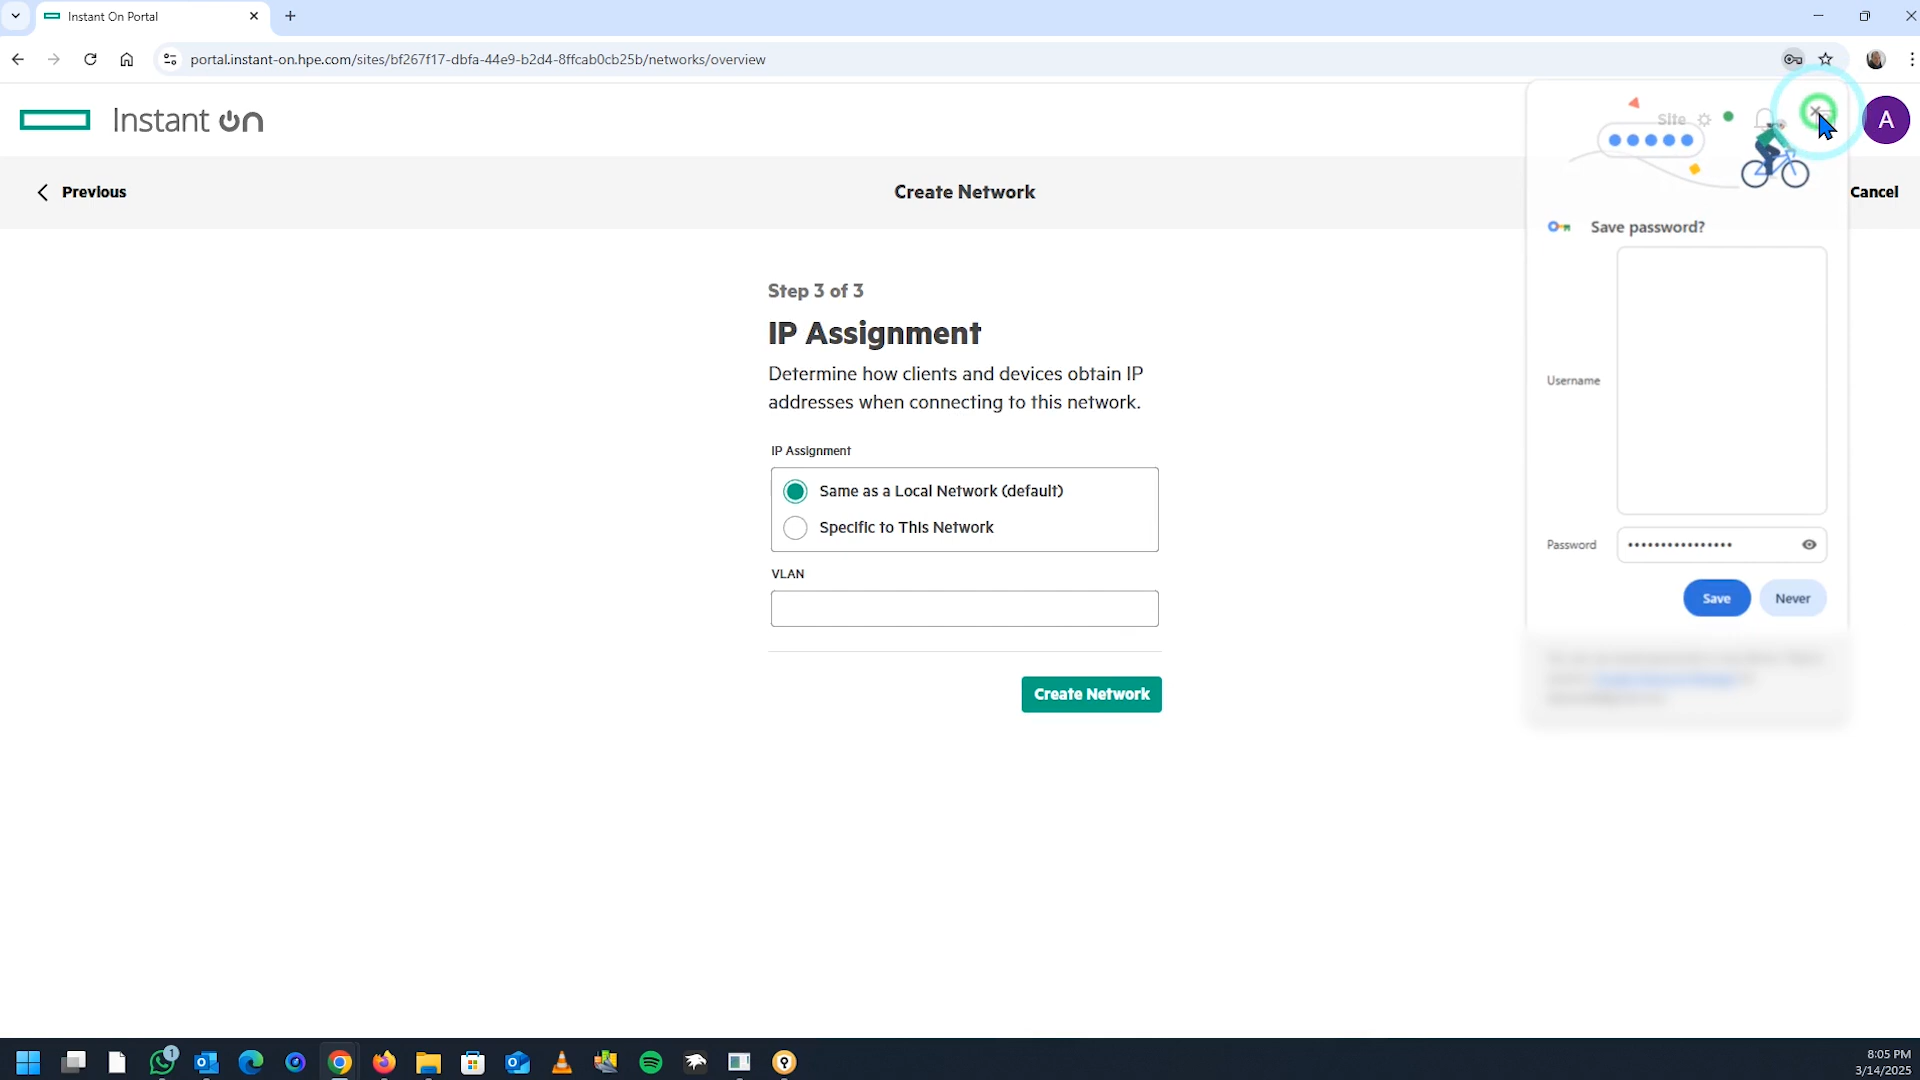 Instant On Portal
portal.instant-on.hpe.com/sites/bf267f17-dbfa-44e9-b2d4-8ffcab0cb25b/networks/overview
Instant On
Site
A
Previous
Create Network
Cancel
Save password?
Username
Password
Save
Never
Step 3 of 3
IP Assignment
Determine how clients and devices obtain IP
addresses when connecting to this network.
IP Assignment
Same as a Local Network (default)
Specific to This Network
VLAN
Create Network
1
8:05 PM
3/14/2025